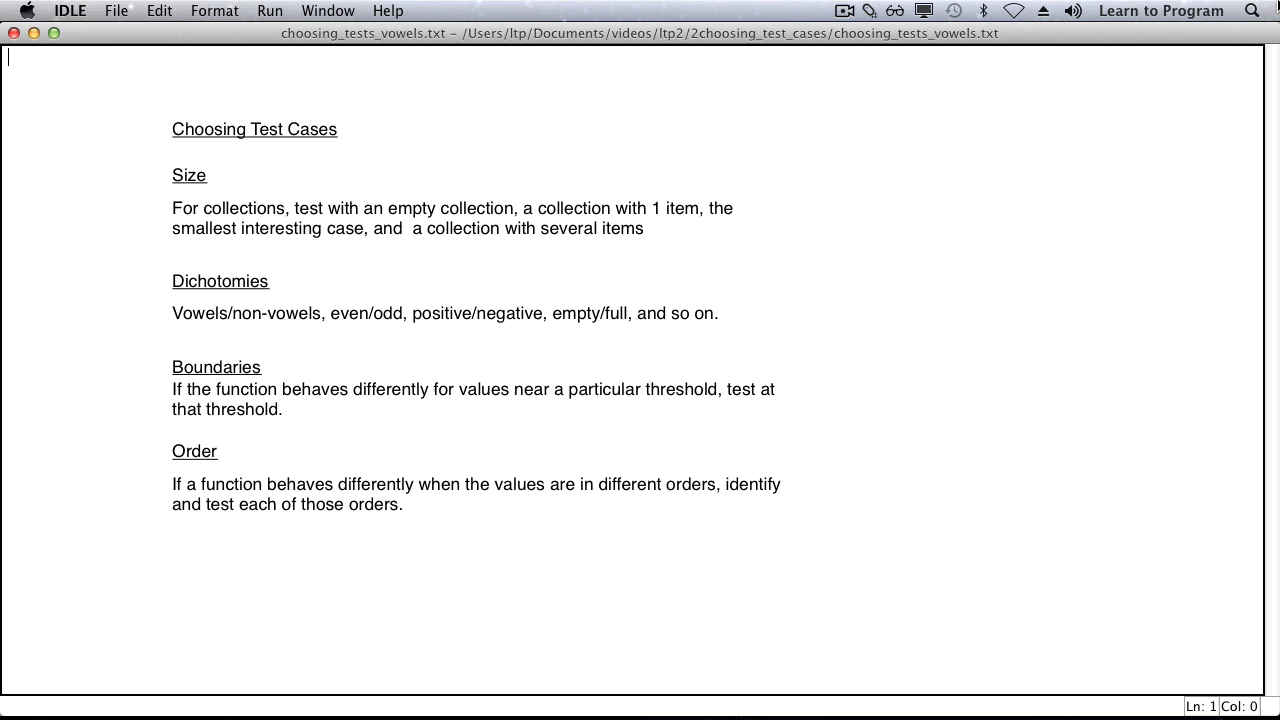 IDLE File Edit Format Run Window Help Learn to Program
choosing_tests_vowels.txt – /Users/ltp/Documents/videos/ltp2/2choosing_test_cases/choosing_tests_vowels.txt
Choosing Test Cases
Size
For collections, test with an empty collection, a collection with 1 item, the
smallest interesting case, and  a collection with several items
Dichotomies
Vowels/non-vowels, even/odd, positive/negative, empty/full, and so on.
Boundaries
If the function behaves differently for values near a particular threshold, test at
that threshold.
Order
If a function behaves differently when the values are in different orders, identify
and test each of those orders.
Ln: 1 Col: 0